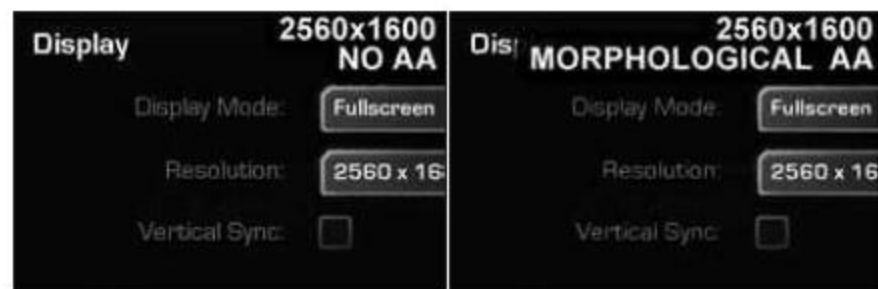 2560x1600
Display
NO AA
Display Mode:
Fullscreen
Resolution:
2560 x 16
Vertical Sync:
2560x1600
Dis
MORPHOLOGICAL AA
Display Mode:
Fullscreen
Resolution:
2560 x 16
Vertical Sync: